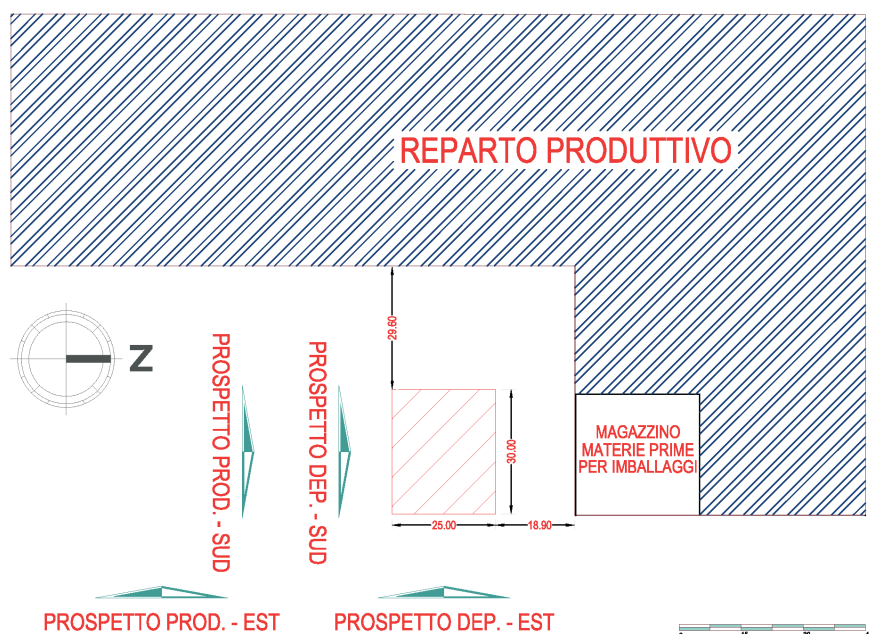 REPARTO PRODUTTIVO
29.60
N
PROSPETTO PROD. - SUD
PROSPETTO DEP. - SUD
30.00
MAGAZZINO
MATERIE PRIME
PER IMBALLAGGI
25.00
18.90
PROSPETTO PROD. - EST
PROSPETTO DEP. - EST